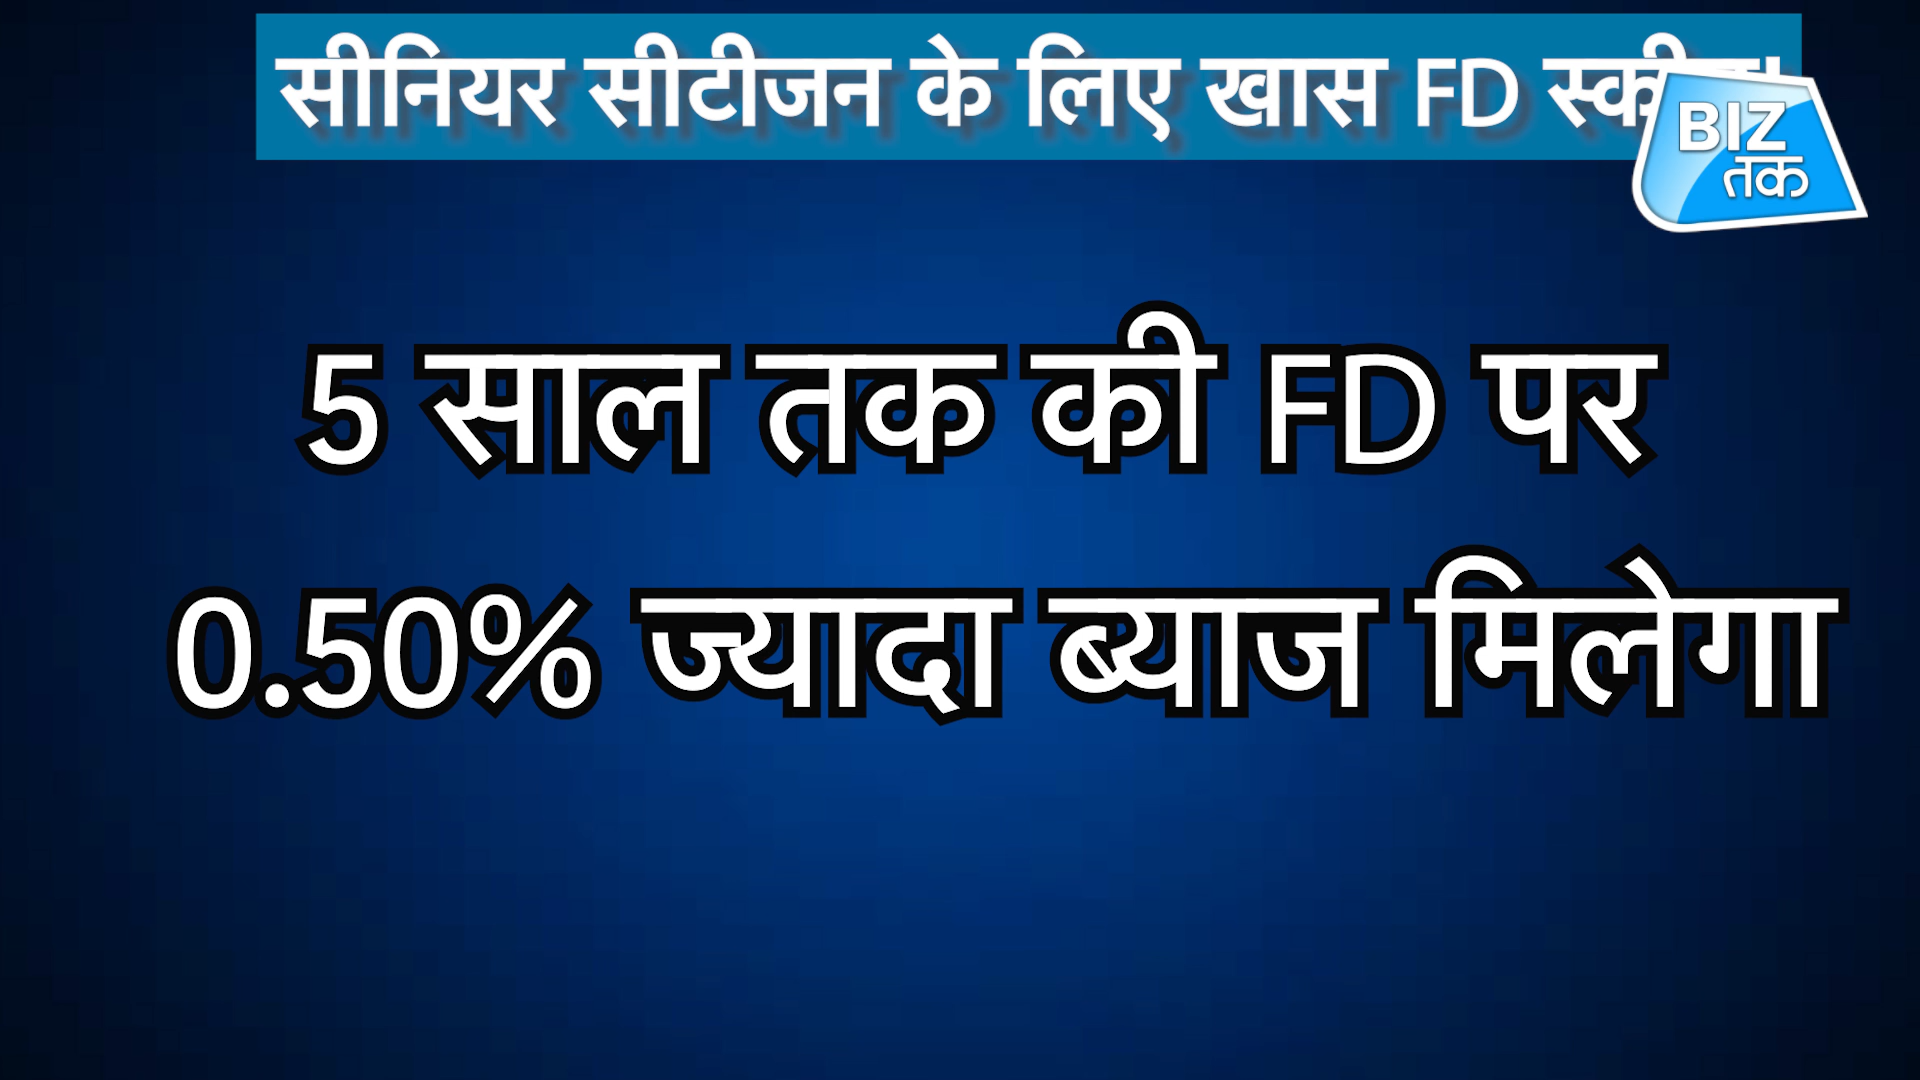 सीनियर सीटीजन के लिए खास FD
BIZ
तक
5 साल तक की FD पर
0.50% ज्यादा ब्याज मिलेगा